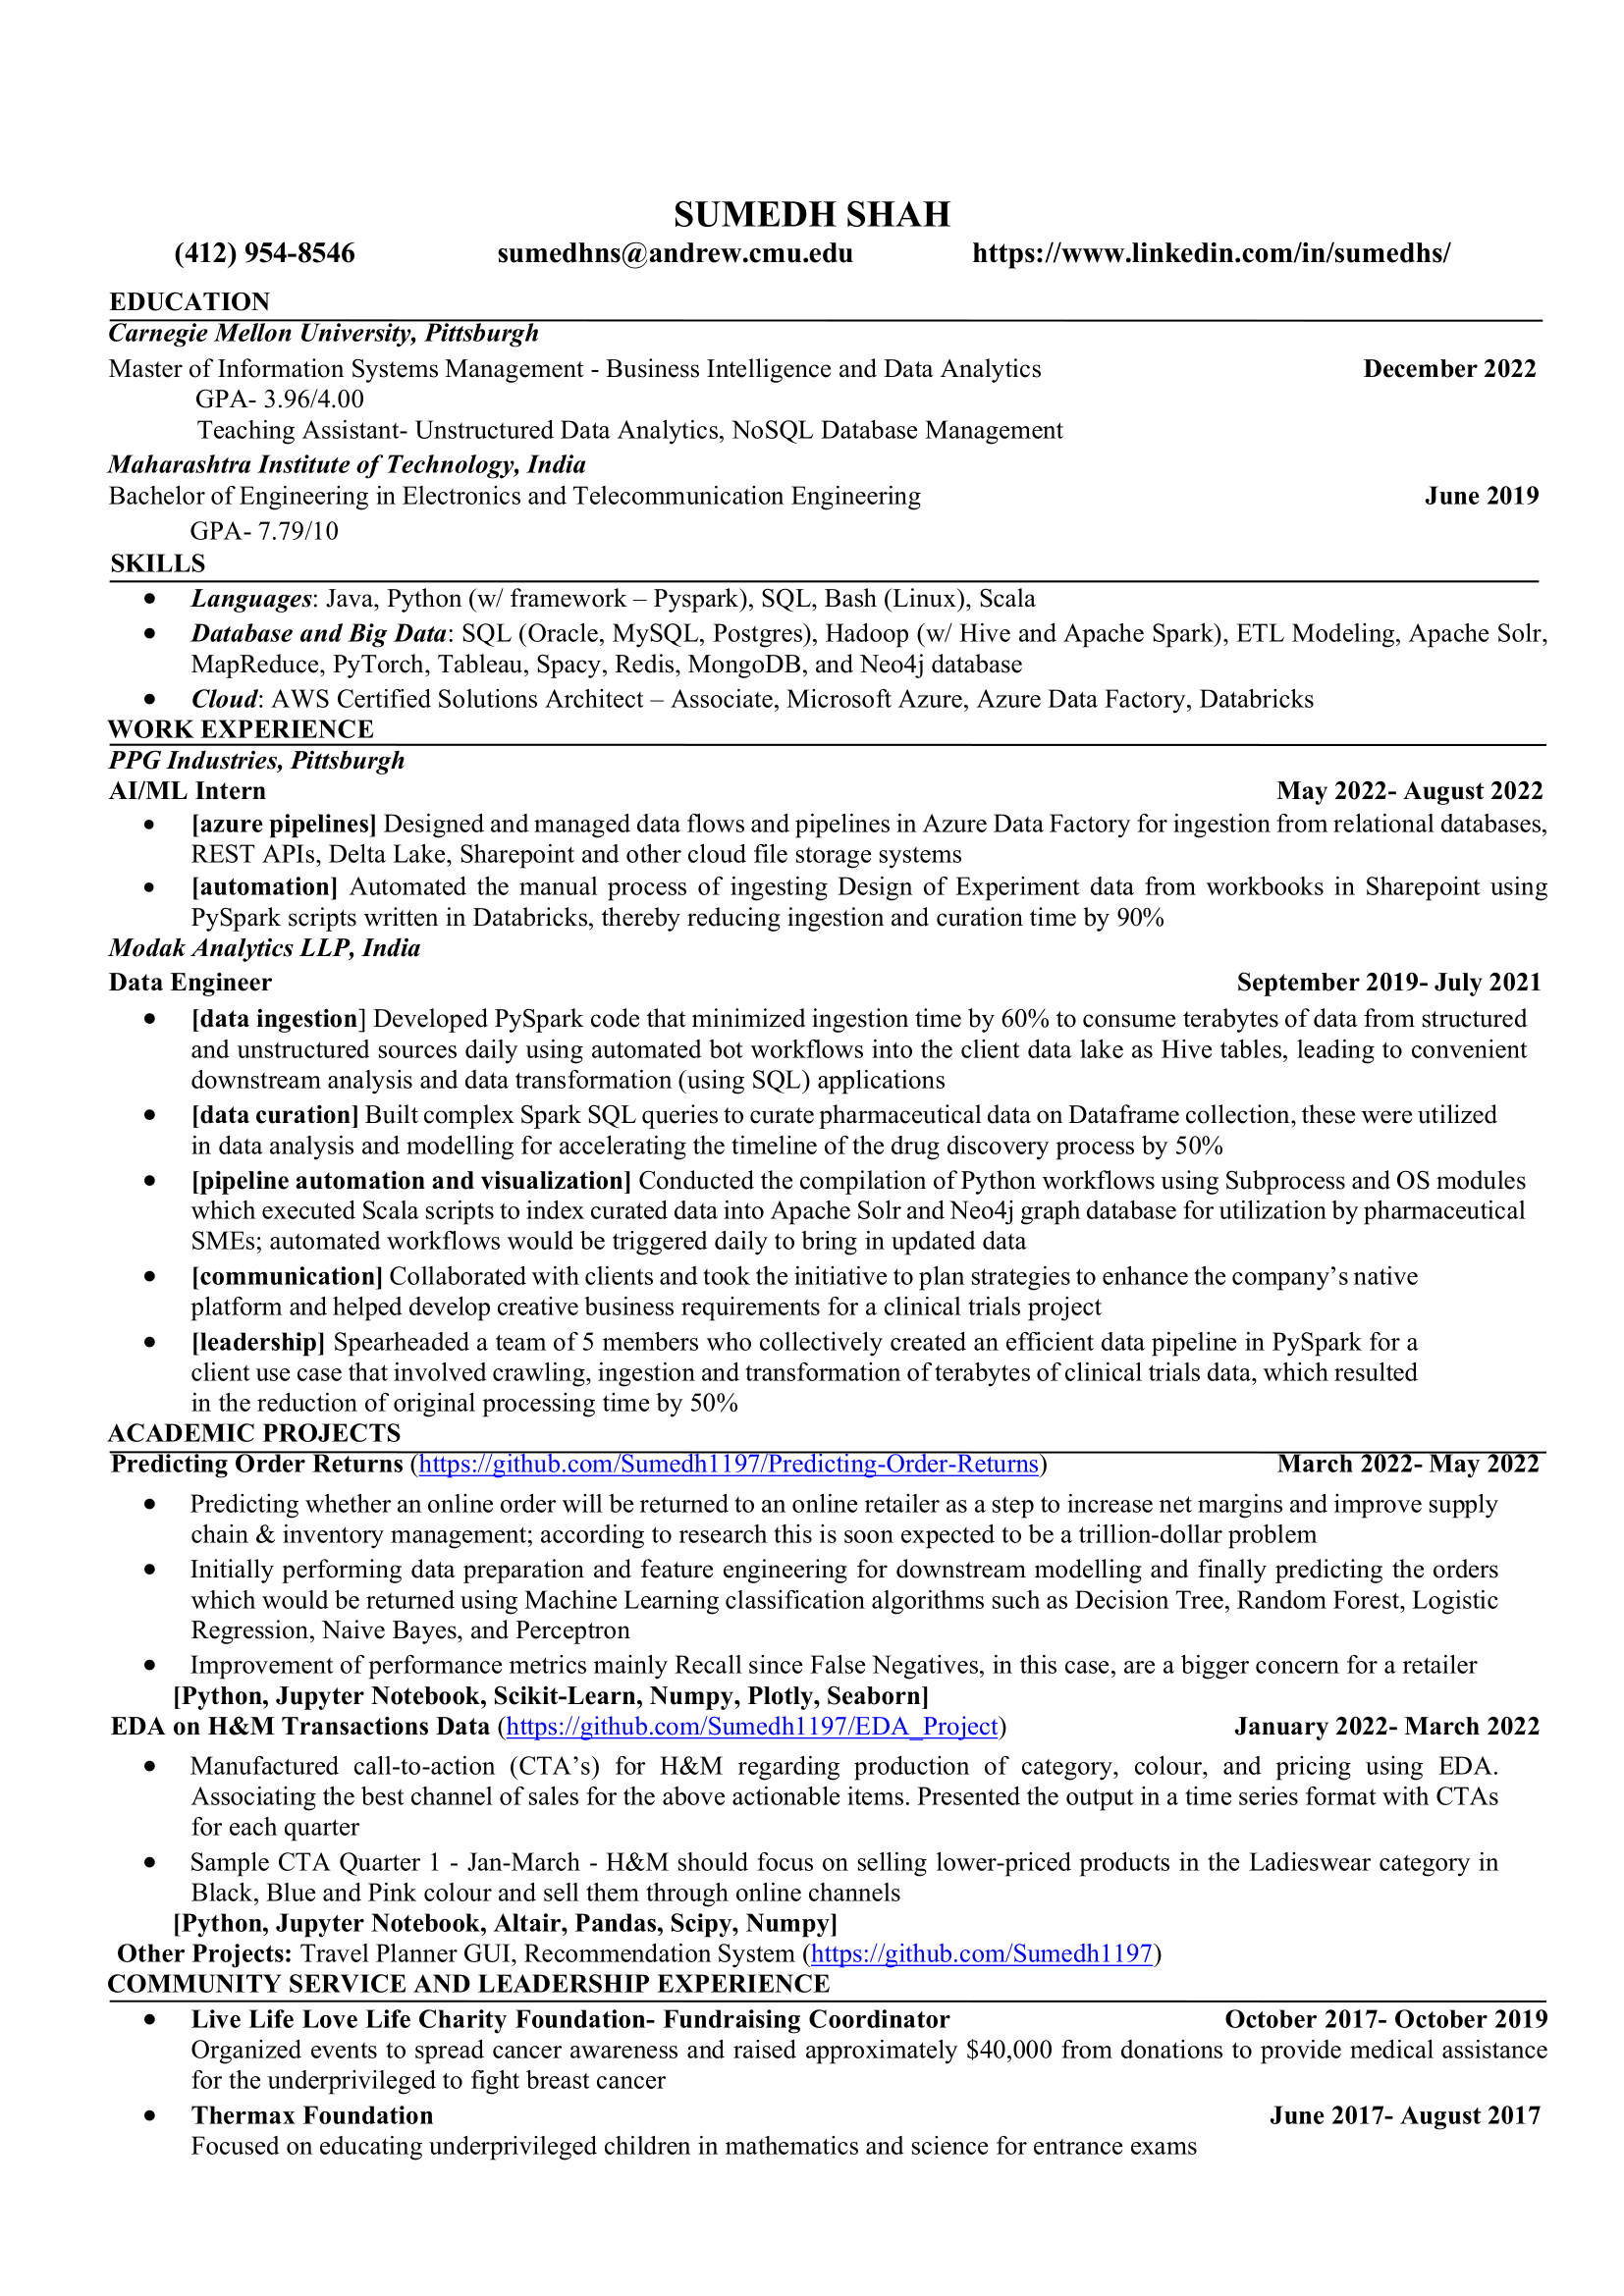 SUMEDH SHAH
(412) 954-8546 sumedhns@andrew.cmu.edu https://www.linkedin.com/in/sumedhs/
EDUCATION
Carnegie Mellon University, Pittsburgh
Master of Information Systems Management - Business Intelligence and Data Analytics December 2022
GPA- 3.96/4.00
Teaching Assistant- Unstructured Data Analytics, NoSQL Database Management
Maharashtra Institute of Technology, India
Bachelor of Engineering in Electronics and Telecommunication Engineering June 2019
GPA- 7.79/10
SKILLS
• Languages: Java, Python (w/ framework – Pyspark), SQL, Bash (Linux), Scala
• Database and Big Data: SQL (Oracle, MySQL, Postgres), Hadoop (w/ Hive and Apache Spark), ETL Modeling, Apache Solr,
MapReduce, PyTorch, Tableau, Spacy, Redis, MongoDB, and Neo4j database
• Cloud: AWS Certified Solutions Architect – Associate, Microsoft Azure, Azure Data Factory, Databricks
WORK EXPERIENCE
PPG Industries, Pittsburgh
AI/ML Intern May 2022- August 2022
• [azure pipelines] Designed and managed data flows and pipelines in Azure Data Factory for ingestion from relational databases,
REST APIs, Delta Lake, Sharepoint and other cloud file storage systems
• [automation] Automated the manual process of ingesting Design of Experiment data from workbooks in Sharepoint using
PySpark scripts written in Databricks, thereby reducing ingestion and curation time by 90%
Modak Analytics LLP, India
Data Engineer September 2019- July 2021
• [data ingestion] Developed PySpark code that minimized ingestion time by 60% to consume terabytes of data from structured
and unstructured sources daily using automated bot workflows into the client data lake as Hive tables, leading to convenient
downstream analysis and data transformation (using SQL) applications
• [data curation] Built complex Spark SQL queries to curate pharmaceutical data on Dataframe collection, these were utilized
in data analysis and modelling for accelerating the timeline of the drug discovery process by 50%
• [pipeline automation and visualization] Conducted the compilation of Python workflows using Subprocess and OS modules
which executed Scala scripts to index curated data into Apache Solr and Neo4j graph database for utilization by pharmaceutical
SMEs; automated workflows would be triggered daily to bring in updated data
• [communication] Collaborated with clients and took the initiative to plan strategies to enhance the company’s native
platform and helped develop creative business requirements for a clinical trials project
• [leadership] Spearheaded a team of 5 members who collectively created an efficient data pipeline in PySpark for a
client use case that involved crawling, ingestion and transformation of terabytes of clinical trials data, which resulted
in the reduction of original processing time by 50%
ACADEMIC PROJECTS
Predicting Order Returns (https://github.com/Sumedh1197/Predicting-Order-Returns) March 2022- May 2022
• Predicting whether an online order will be returned to an online retailer as a step to increase net margins and improve supply
chain & inventory management; according to research this is soon expected to be a trillion-dollar problem
• Initially performing data preparation and feature engineering for downstream modelling and finally predicting the orders
which would be returned using Machine Learning classification algorithms such as Decision Tree, Random Forest, Logistic
Regression, Naive Bayes, and Perceptron
• Improvement of performance metrics mainly Recall since False Negatives, in this case, are a bigger concern for a retailer
[Python, Jupyter Notebook, Scikit-Learn, Numpy, Plotly, Seaborn]
EDA on H&M Transactions Data (https://github.com/Sumedh1197/EDA_Project) January 2022- March 2022
• Manufactured call-to-action (CTA’s) for H&M regarding production of category, colour, and pricing using EDA.
Associating the best channel of sales for the above actionable items. Presented the output in a time series format with CTAs
for each quarter
• Sample CTA Quarter 1 - Jan-March - H&M should focus on selling lower-priced products in the Ladieswear category in
Black, Blue and Pink colour and sell them through online channels
[Python, Jupyter Notebook, Altair, Pandas, Scipy, Numpy]
Other Projects: Travel Planner GUI, Recommendation System (https://github.com/Sumedh1197)
COMMUNITY SERVICE AND LEADERSHIP EXPERIENCE
• Live Life Love Life Charity Foundation- Fundraising Coordinator October 2017- October 2019
Organized events to spread cancer awareness and raised approximately $40,000 from donations to provide medical assistance
for the underprivileged to fight breast cancer
• Thermax Foundation June 2017- August 2017
Focused on educating underprivileged children in mathematics and science for entrance exams